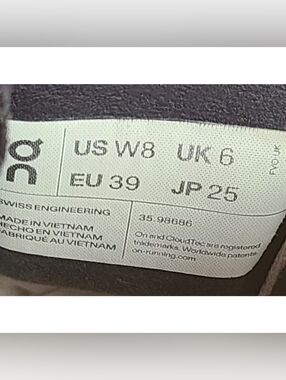 on
US W8 UK 6
EU 39 JP 25
SWISS ENGINEERING
MADE IN VIETNAM
HECHO EN VIETNAM
FABRIQUÉ AU VIETNAM
35.98686
On and CloudTec are registered
trademarks. Worldwide patents
on-running.com